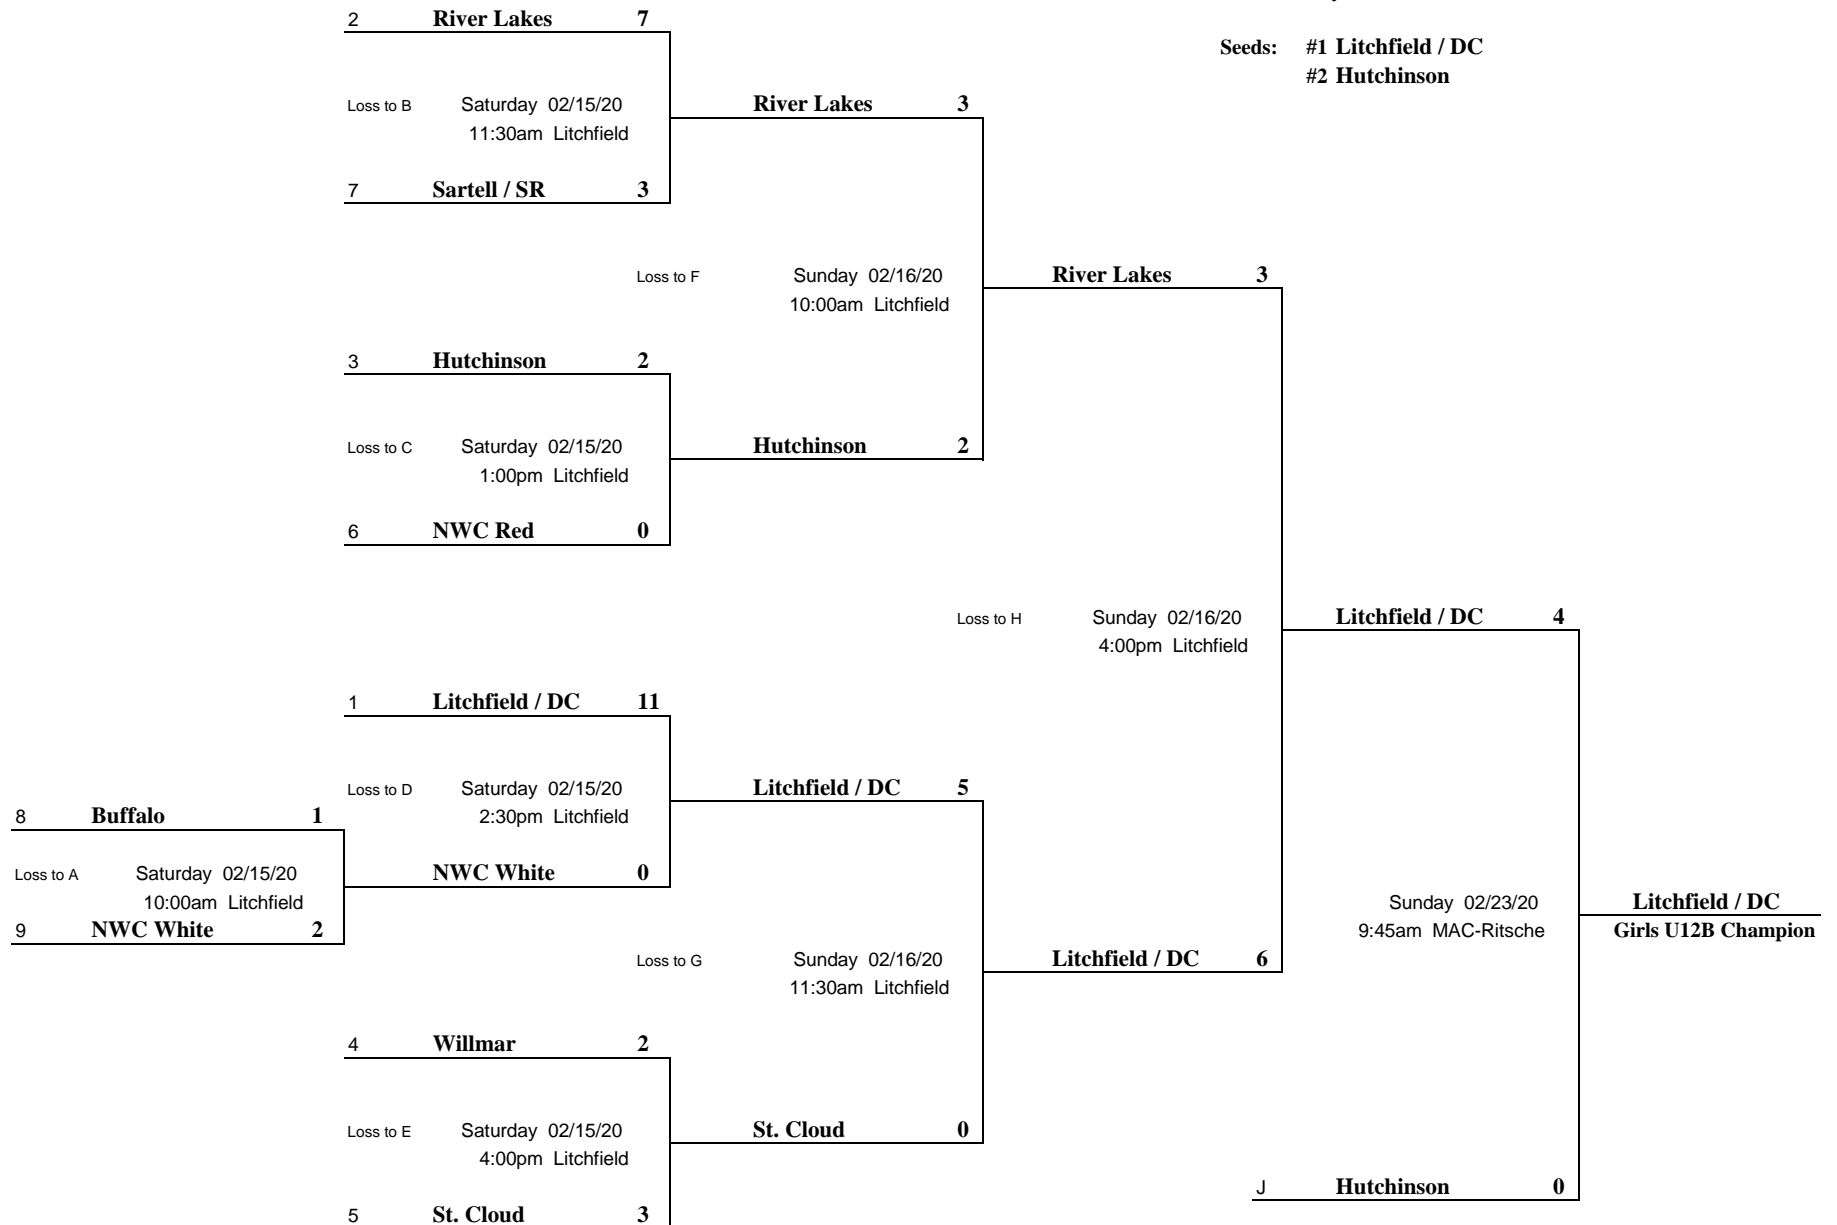 2 River Lakes 7
Seeds: #1 Litchfield / DC
#2 Hutchinson
Loss to B Saturday 02/15/20 River Lakes 3
11:30am Litchfield
7 Sartell / SR 3
Loss to F Sunday 02/16/20 River Lakes 3
10:00am Litchfield
3 Hutchinson 2
Loss to C Saturday 02/15/20 Hutchinson 2
1:00pm Litchfield
6 NWC Red 0
Loss to H Sunday 02/16/20 Litchfield / DC 4
4:00pm Litchfield
1 Litchfield / DC 11
Loss to D Saturday 02/15/20 Litchfield / DC 5
8 Buffalo 1 2:30pm Litchfield
Loss to A Saturday 02/15/20 NWC White 0
10:00am Litchfield Sunday 02/23/20 Litchfield / DC
9 NWC White 2 9:45am MAC-Ritsche Girls U12B Champion
Loss to G Sunday 02/16/20 Litchfield / DC 6
11:30am Litchfield
4 Willmar 2
Loss to E Saturday 02/15/20 St. Cloud 0
4:00pm Litchfield
J Hutchinson 0
5 St. Cloud 3